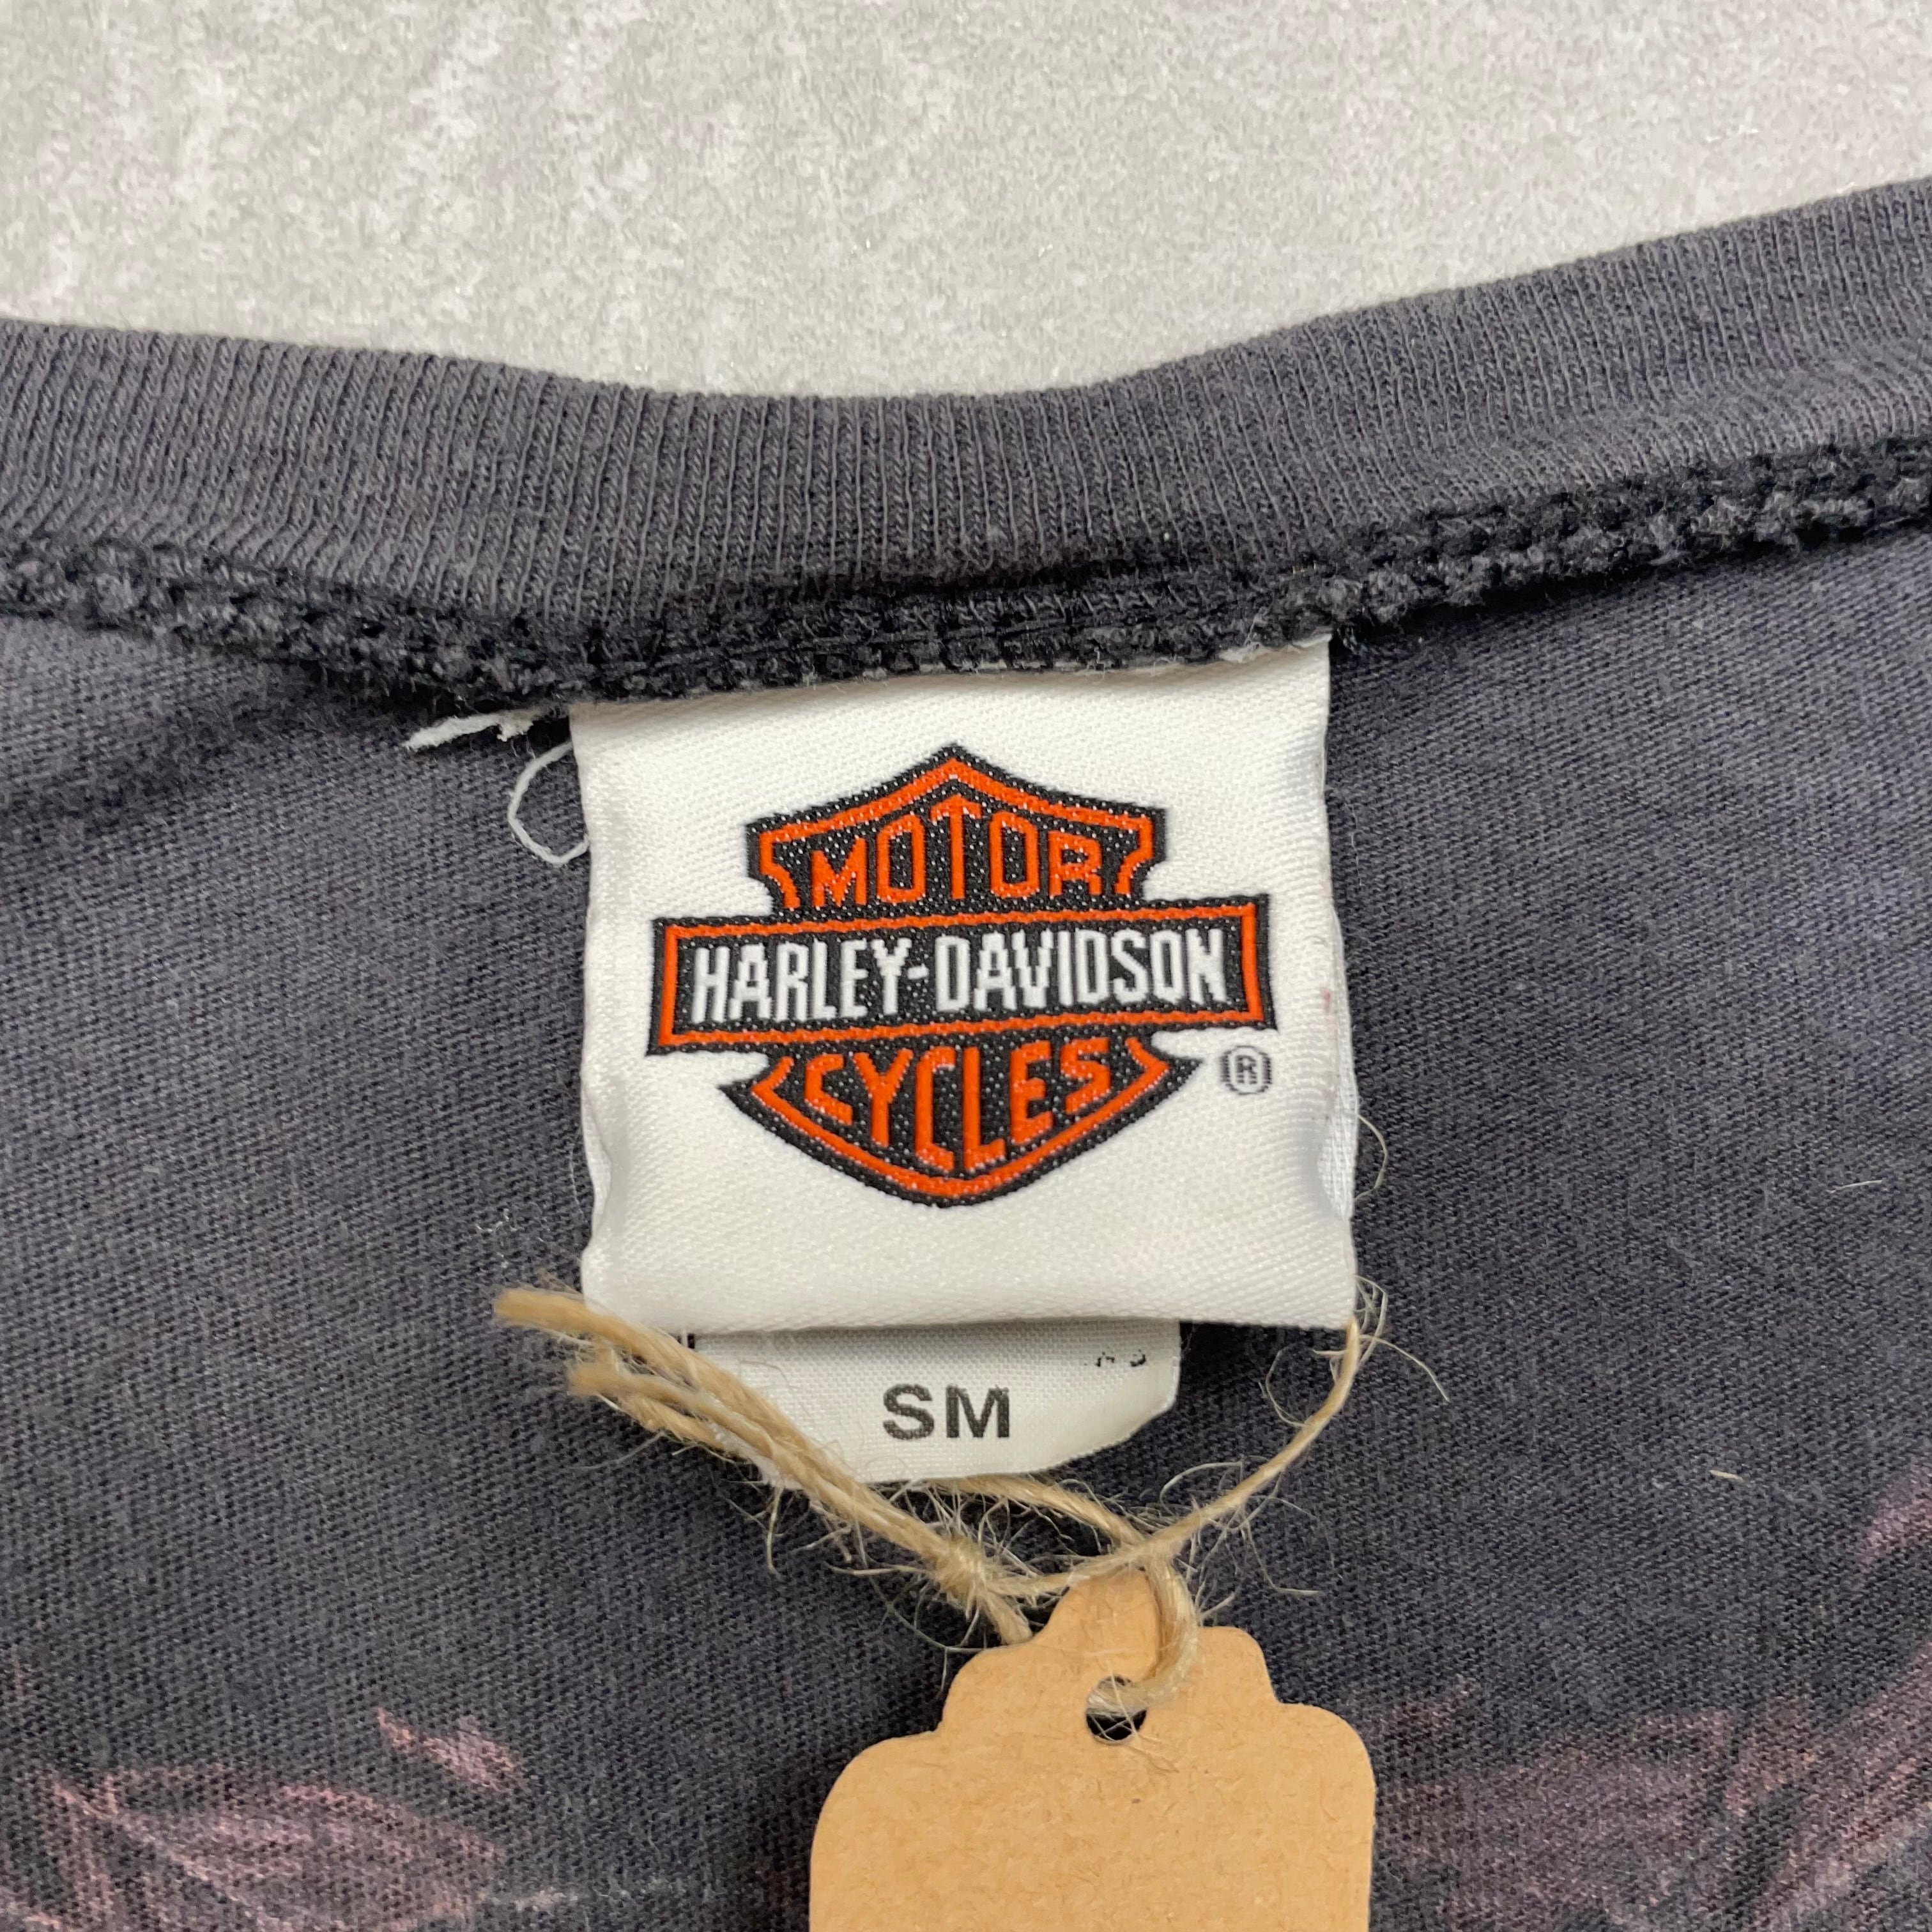 MOTOR
HARLEY-DAVIDSON
CYCLES
®
SM